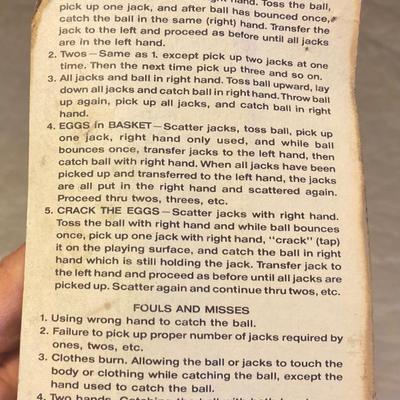 hand. Toss the ball,
pick up one jack, and after ball has bounced once,
catch the ball in the same (right) hand. Transfer the
jack to the left and proceed as before until all jacks
are in the left hand.
2. Twos—Same as 1. except pick up two jacks at one
time. Then the next time pick up three and so on.
3. All jacks and ball in right hand. Toss ball upward, lay
down all jacks and catch ball in right hand. Throw ball
up again, pick up all jacks, and catch ball in right
hand.
4. EGGS in BASKET—Scatter jacks, toss ball, pick up
one jack, right hand only used, and while ball
bounces once, transfer jacks to the left hand, then
catch ball with right hand. When all jacks have been
picked up and transferred to the left hand, the jacks
are all put in the right hand and scattered again.
Proceed thru twos, threes, etc.
5. CRACK THE EGGS—Scatter jacks with right hand.
Toss the ball with right hand and while ball bounces
once, pick up one jack with right hand, "crack" (tap)
it on the playing surface, and catch the ball in right
hand which is still holding the jack. Transfer jack to
the left hand and proceed as before until all jacks are
picked up. Scatter again and continue thru twos, etc.
FOULS AND MISSES
1. Using wrong hand to catch the ball.
2. Failure to pick up proper number of jacks required by
ones, twos, etc.
3. Clothes burn. Allowing the ball or jacks to touch the
body or clothing while catching the ball, except the
hand used to catch the ball.
4. Two hands. Catching the ball with both hands